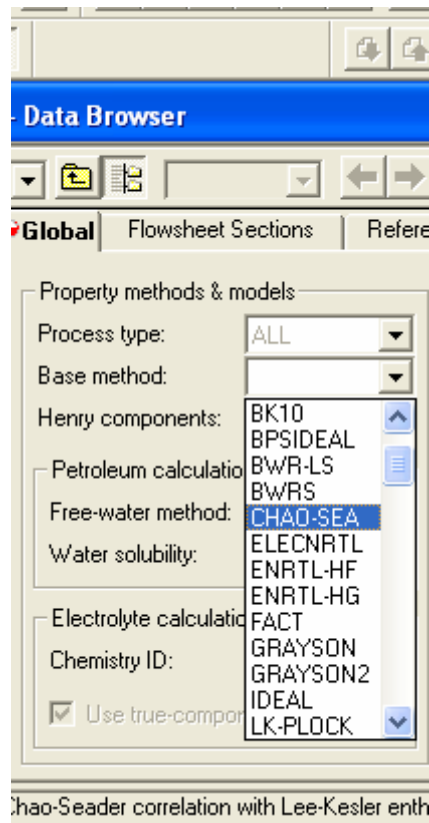 - Data Browser
Global Flowsheet Sections Refere
Property methods & models
Process type: ALL
Base method:
Henry components:
BK10
BPSIDEAL
BWR-LS
BWRS
CHAO-SEA
ELECNRTL
ENRTL-HF
ENRTL-HG
FACT
GRAYSON
GRAYSON2
IDEAL
LK-PLOCK
Petroleum calculatio
Free-water method:
Water solubility:
Electrolyte calculatio
Chemistry ID:
Use true-compor
Chao-Seader correlation with Lee-Kesler enth